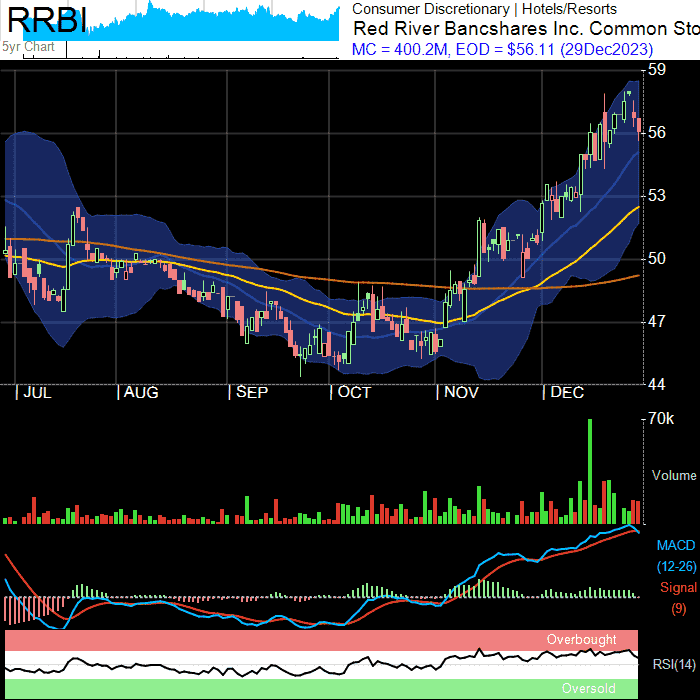 RRBI
Consumer Discretionary | Hotels/Resorts
Red River Bancshares Inc. Common Sto
MC = 400.2M, EOD = $56.11 (29Dec2023)
5yr Chart
59
56
53
50
47
44
| JUL | AUG | SEP | OCT | NOV | DEC
70k
Volume
MACD
(12-26)
Signal
(9)
Overbought
RSI(14)
Oversold